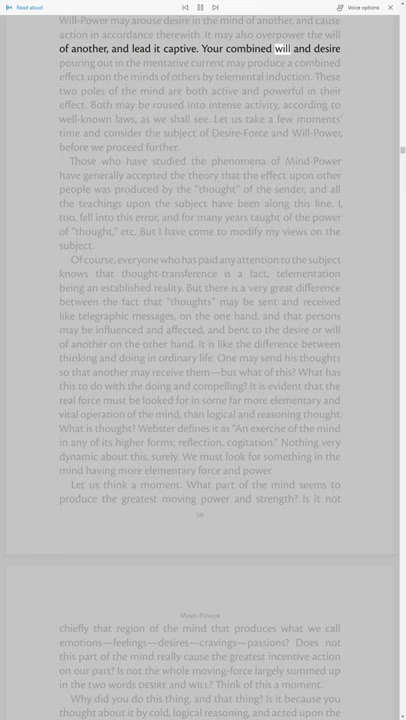 Read aloud
Voice options
Will-Power may arouse desire in the mind of another, and cause
action in accordance therewith. It may also overpower the will
of another, and lead it captive. Your combined will and desire
pouring out in the mentative current may produce a combined
effect upon the minds of others by telemental induction. These
two poles of the mind are both active and powerful in their
effect. Both may be roused into intense activity, according to
well-known laws, as we shall see. Let us take a few moments'
time and consider the subject of Desire-Force and Will-Power,
before we proceed further.
Those who have studied the phenomena of Mind-Power
have generally accepted the theory that the effect upon other
people was produced by the "thought" of the sender, and all
the teachings upon the subject have been along this line. I,
too, fell into this error, and for many years taught of the power
of "thought," etc. But I have come to modify my views on the
subject.
Of course, everyone who has paid any attention to the subject
knows that thought-transference is a fact, telementation
being an established reality. But there is a very great difference
between the fact that "thoughts" may be sent and received
like telegraphic messages, on the one hand, and that persons
may be influenced and affected, and bent to the desire or will
of another on the other hand. It is like the difference between
thinking and doing in ordinary life. One may send his thoughts
so that another may receive them—but what of this? What has
this to do with the doing and compelling? It is evident that the
real force must be looked for in some far more elementary and
vital operation of the mind, than logical and reasoning thought.
What is thought? Webster defines it as "An exercise of the mind
in any of its higher forms; reflection, cogitation." Nothing very
dynamic about this, surely. We must look for something in the
mind having more elementary force and power.
Let us think a moment. What part of the mind seems to
produce the greatest moving power and strength? Is it not
59
Mind-Power
chiefly that region of the mind that produces what we call
emotions—feelings—desires—cravings—passions? Does not
this part of the mind really cause the greatest incentive action
on our part? Is not the whole moving-force largely summed up
in the two words DESIRE and WILL? Think of this a moment.
Why did you do this thing, and that thing? Is it because you
thought about it by cold, logical reasoning, and acted upon the